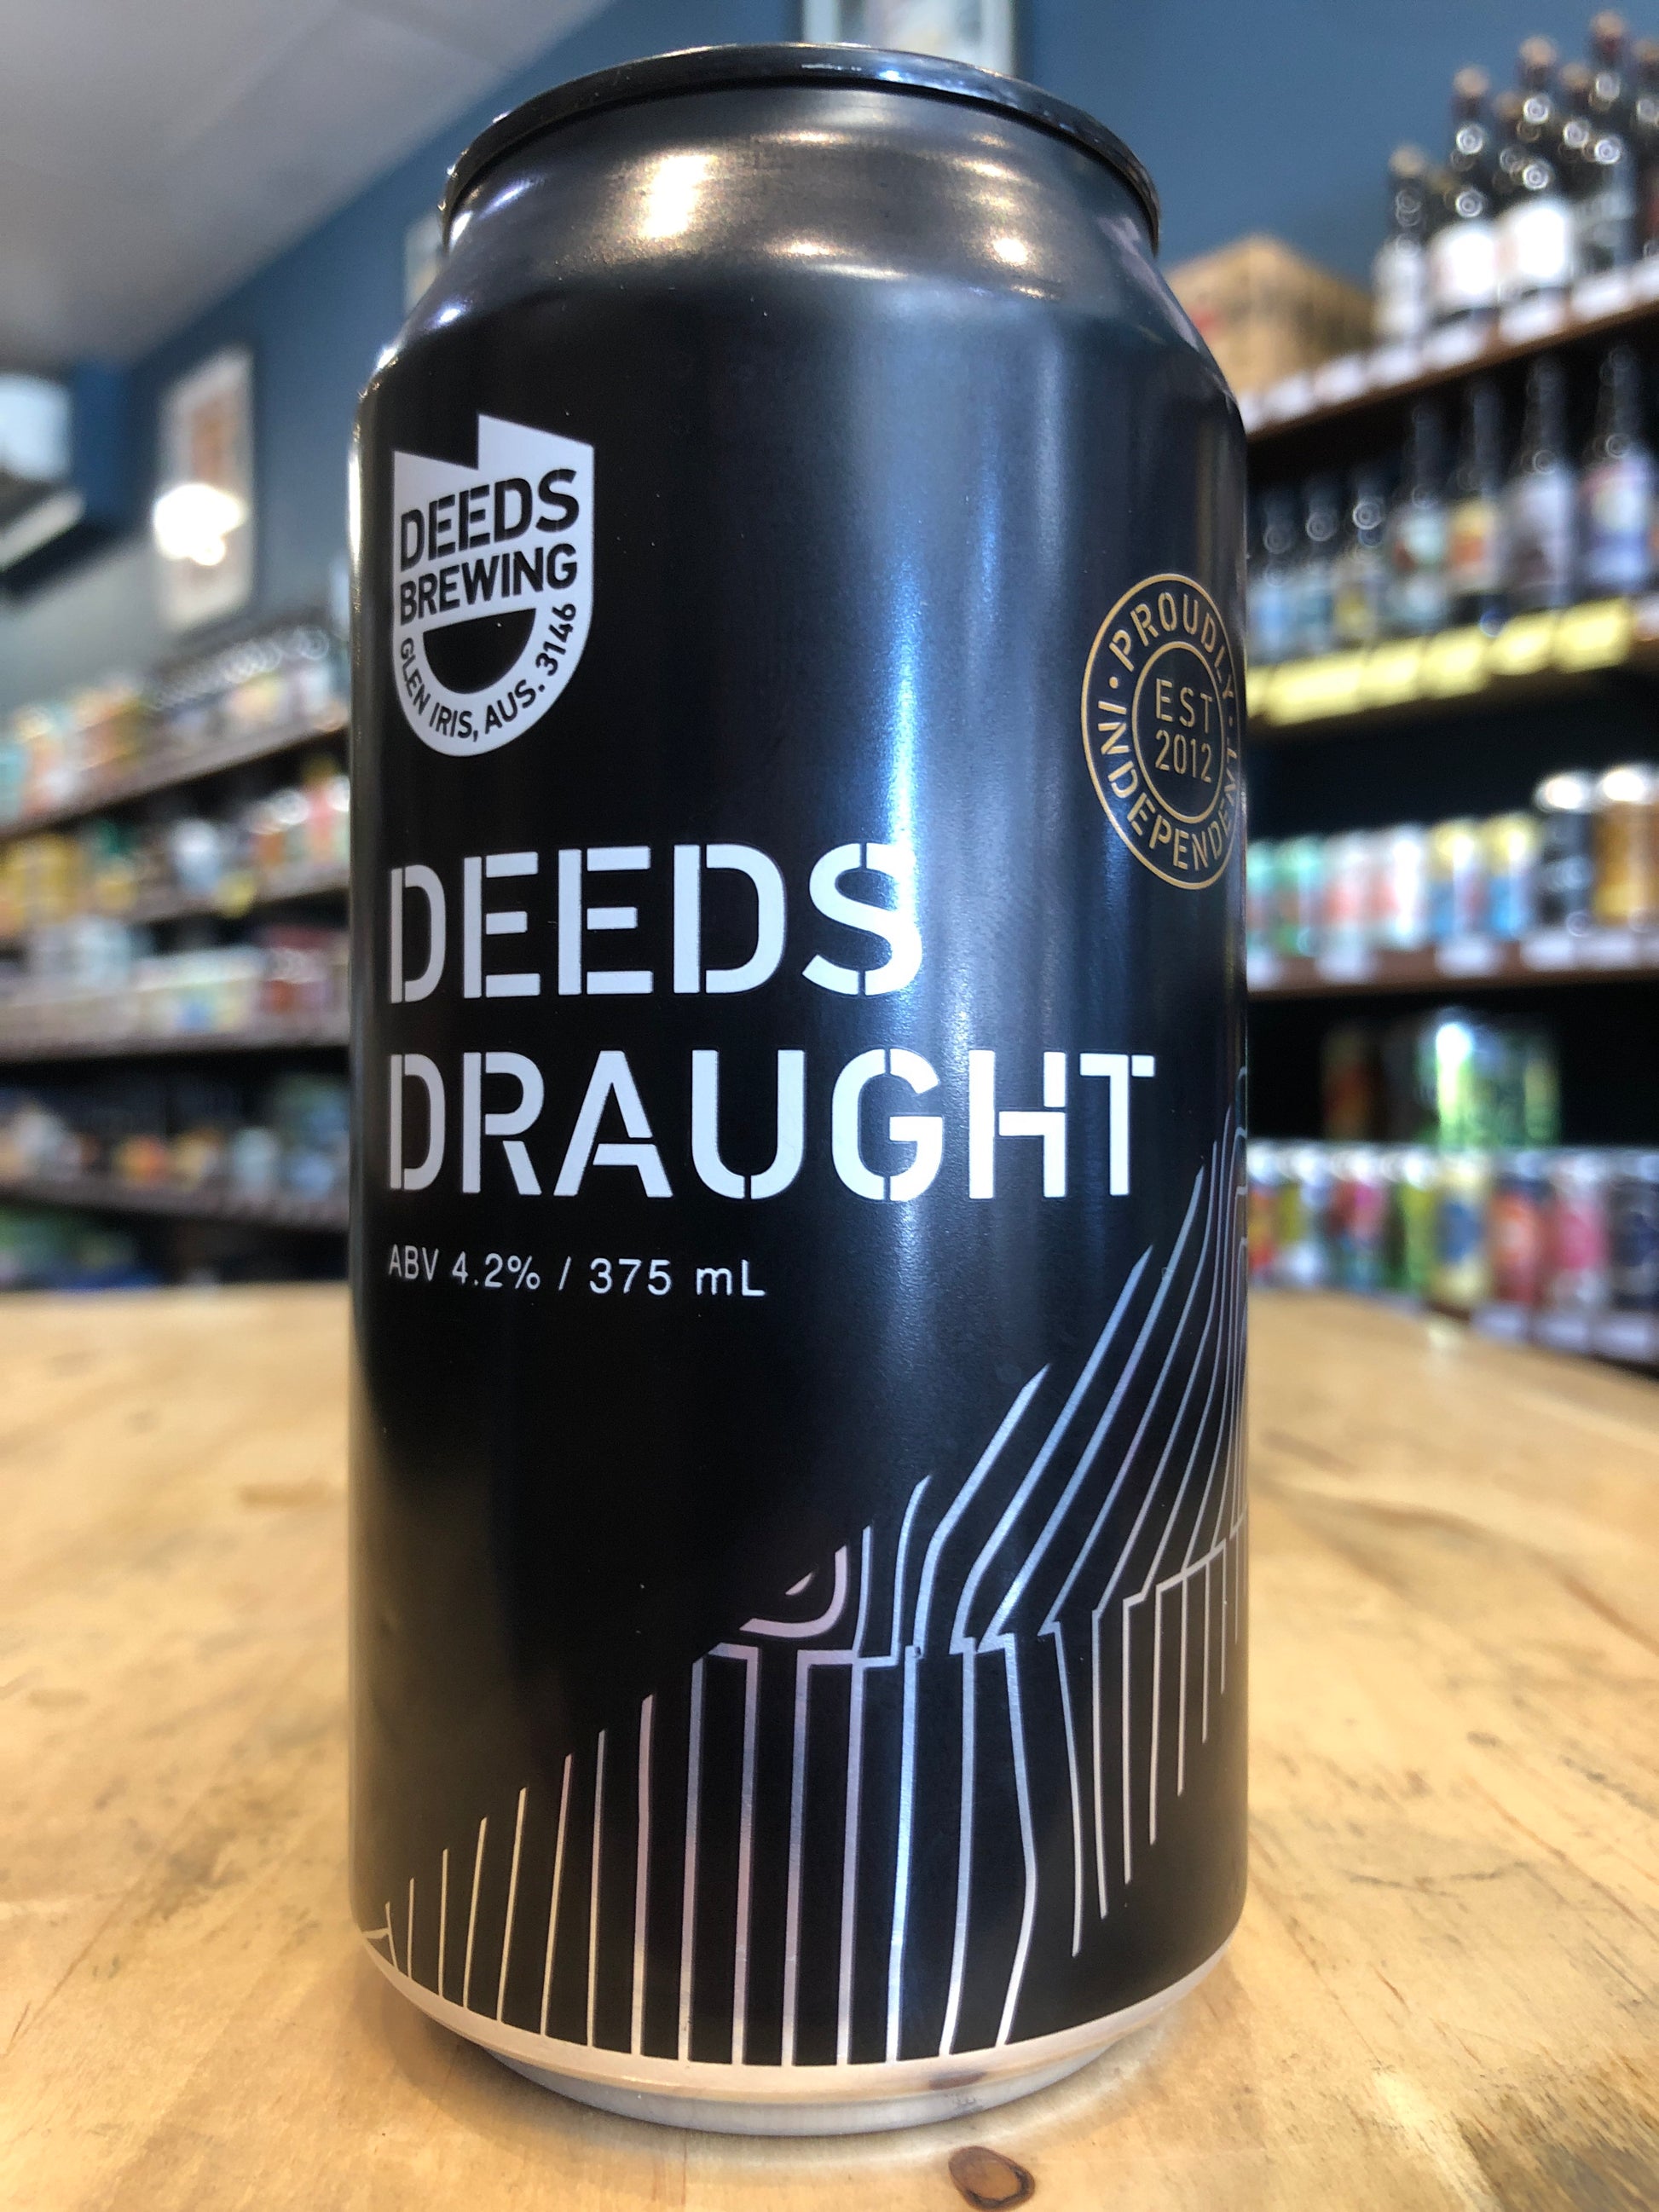 DEEDS
BREWING
GLEN IRIS, AUS. 3146
PROUDLY
EST
2012
INDEPENDENT
DEEDS
DRAUGHT
ABV 4.2% / 375 mL